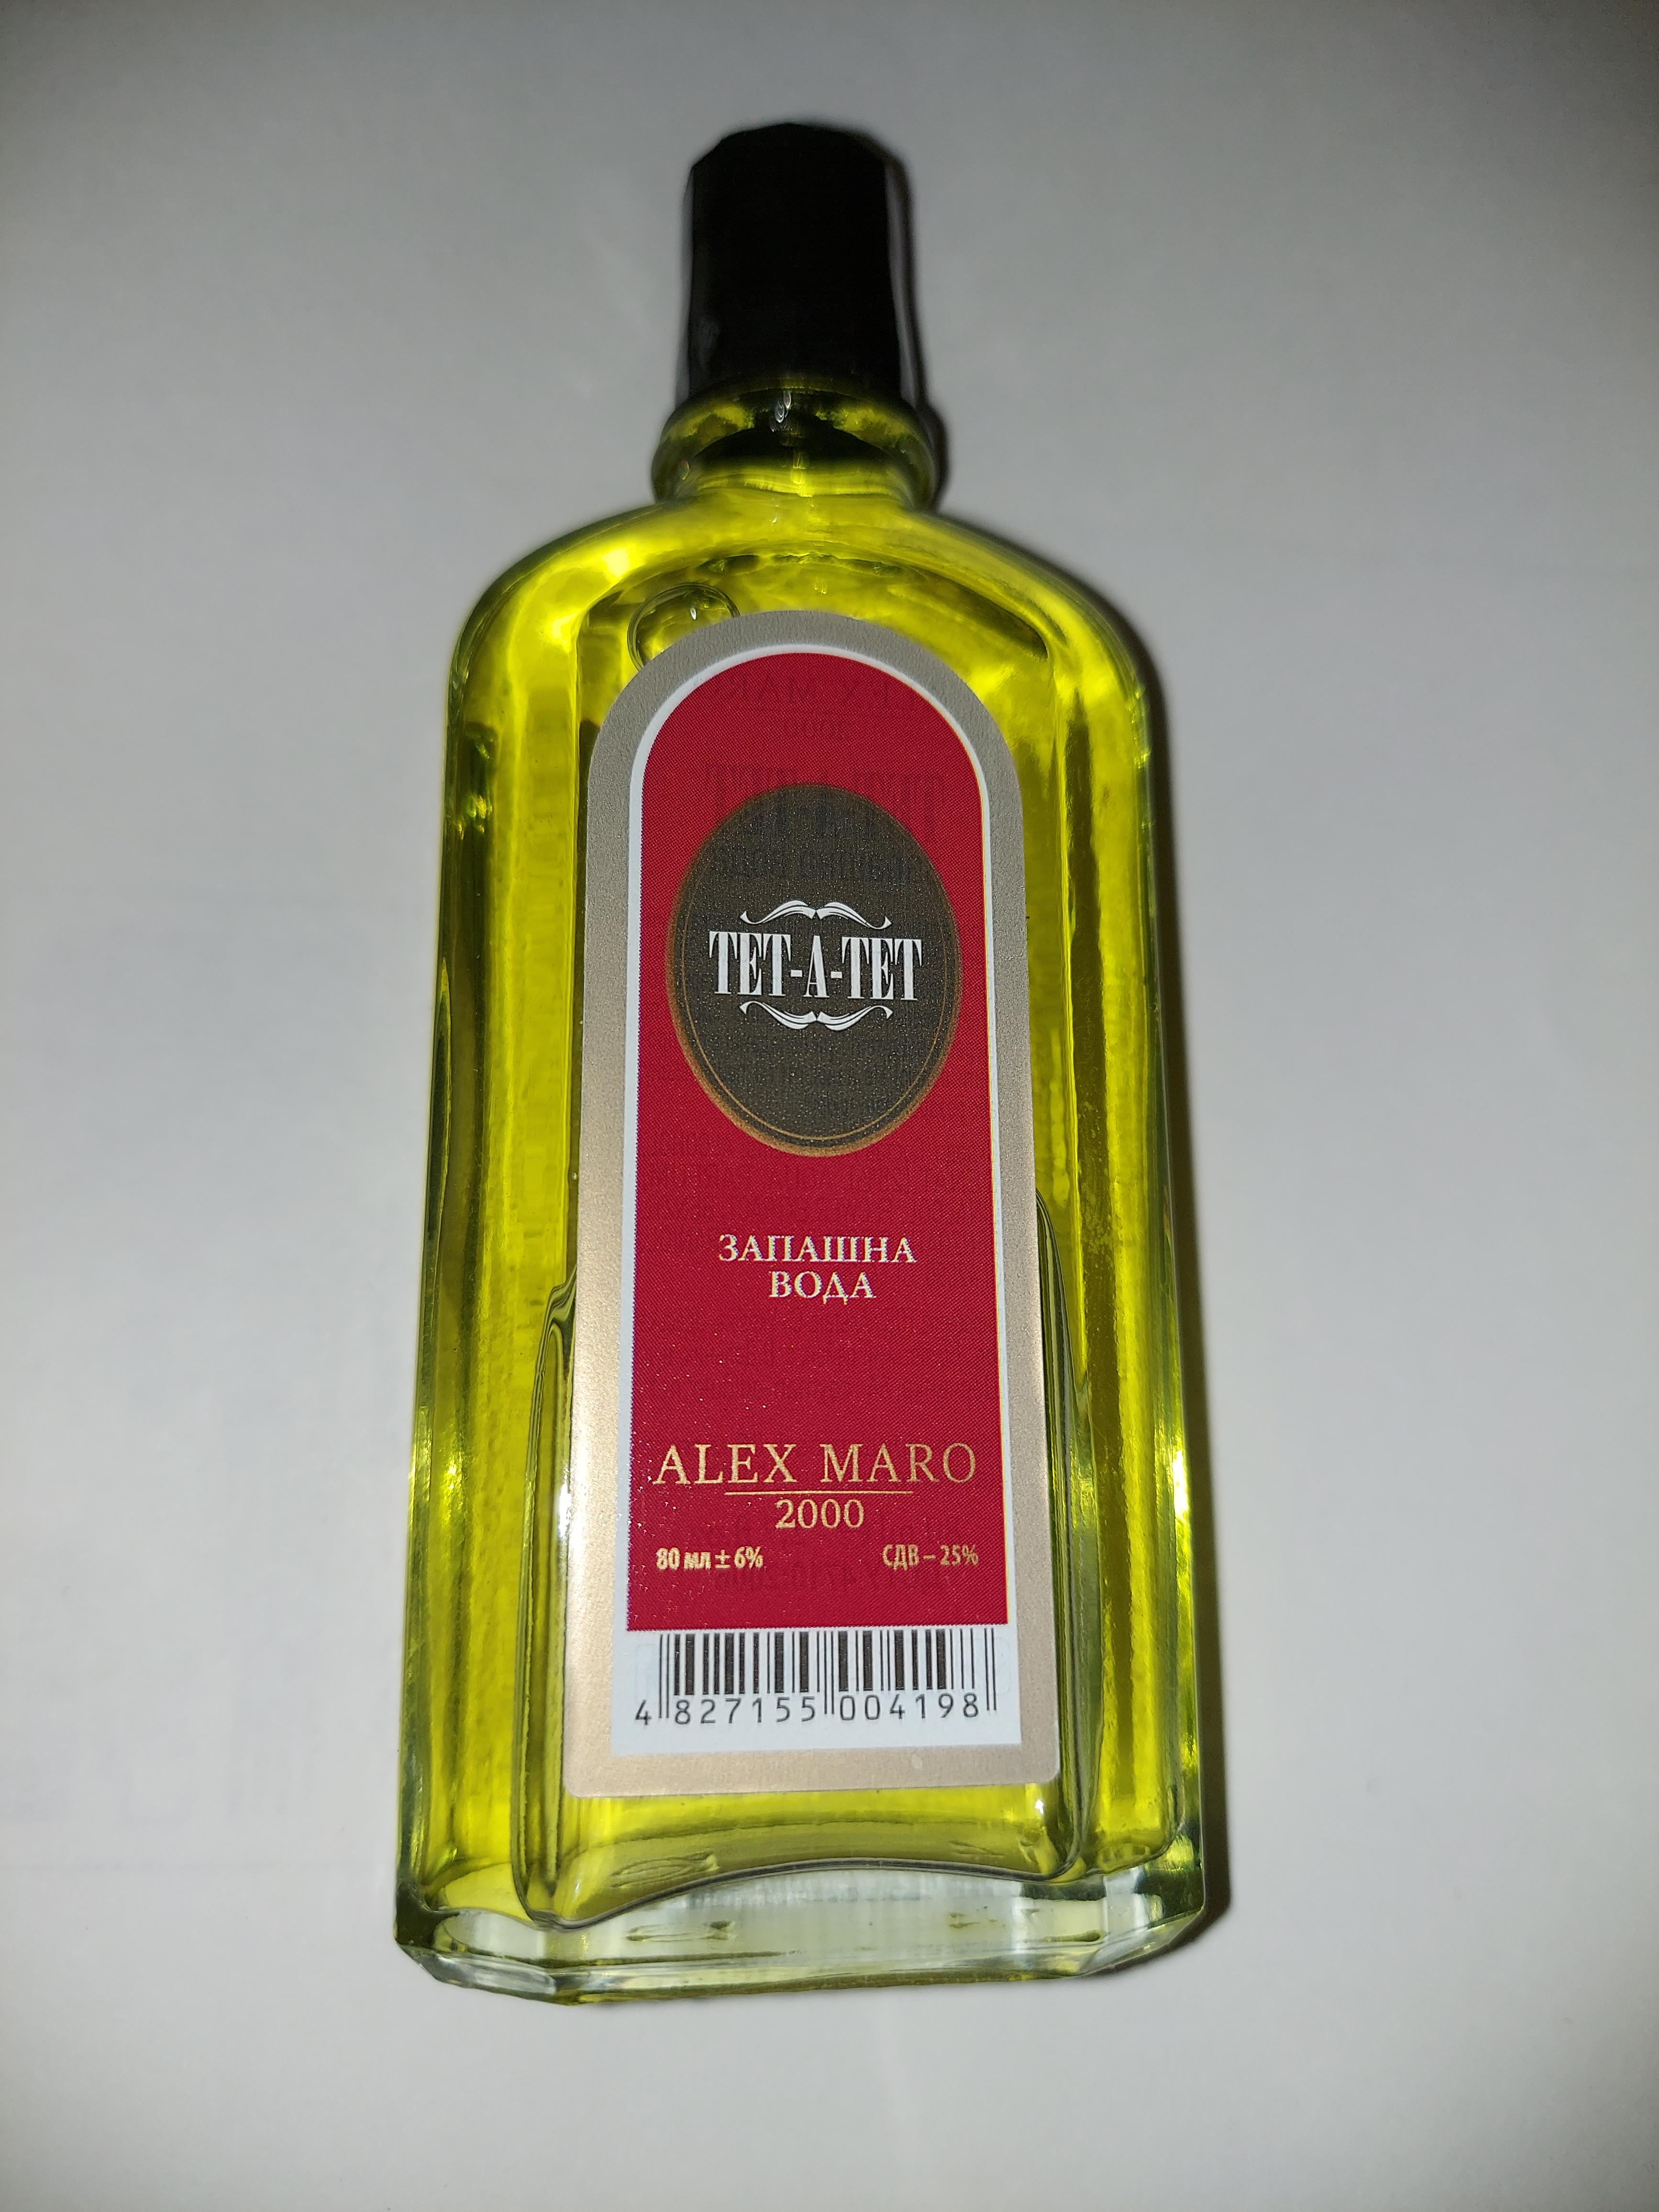 ТЕТ-А-ТЕТ
ЗАПАШНА
ВОДА
ALEX MARO
2000
80 мл ± 6% СДВ – 25%
4 827155 004198